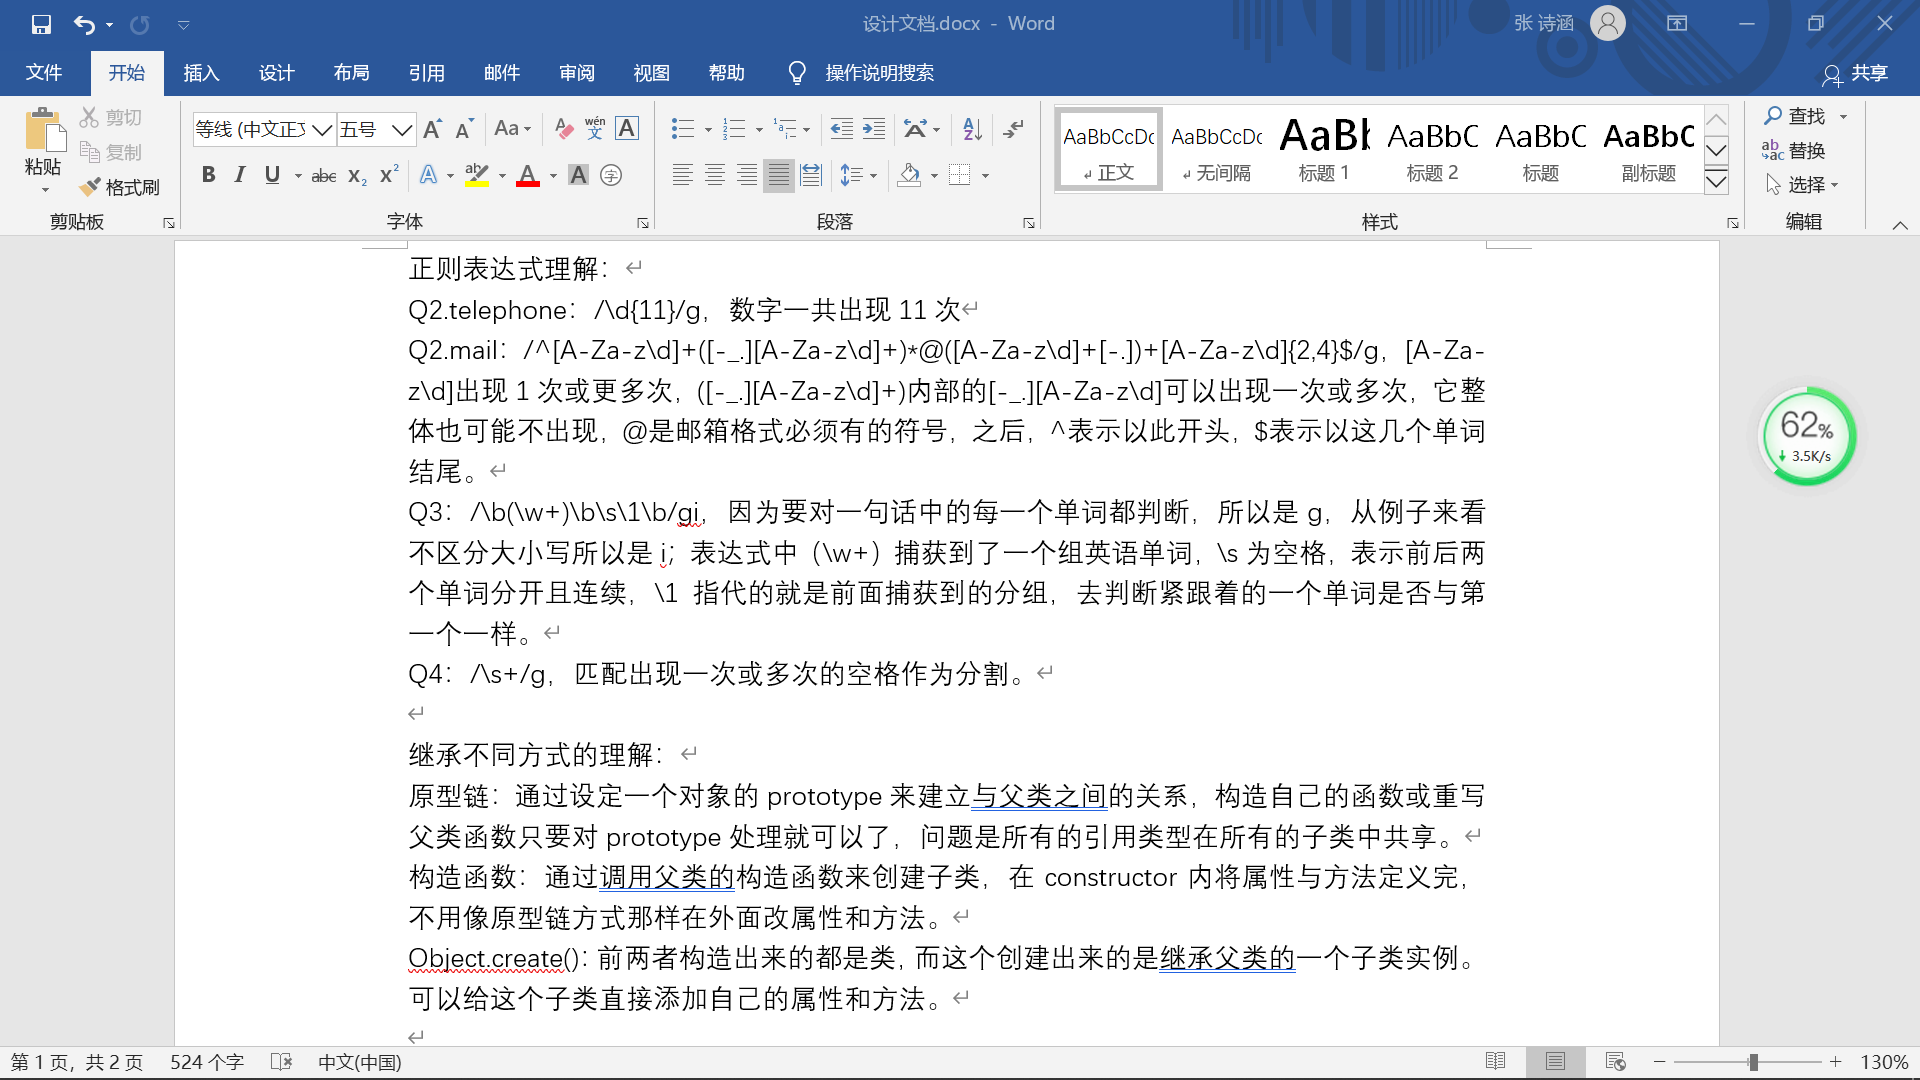 设计文档.docx - Word
张 诗涵
文件 开始 插入 设计 布局 引用 邮件 审阅 视图 帮助 操作说明搜索 共享
粘贴
剪切
复制
格式刷
剪贴板
等线 (中文正文 五号
字体
段落
AaBbCcDc AaBbCcDc AaBb AaBbC AaBbC AaBbC
正文 无间隔 标题 1 标题 2 标题 副标题
样式
查找
替换
选择
编辑
正则表达式理解：
Q2.telephone：/\d{11}/g，数字一共出现 11 次
Q2.mail：/^[A-Za-z\d]+([-_.][A-Za-z\d]+)*@([A-Za-z\d]+[-.])+[A-Za-z\d]{2,4}$/g，[A-Za-
z\d]出现 1 次或更多次，([-_.][A-Za-z\d]+)内部的[-_.][A-Za-z\d]可以出现一次或多次，它整
体也可能不出现，@是邮箱格式必须有的符号，之后，^表示以此开头，$表示以这几个单词
结尾。
Q3：/\b(\w+)\b\s\1\b/gi，因为要对一句话中的每一个单词都判断，所以是 g，从例子来看
不区分大小写所以是 i；表达式中（\w+）捕获到了一个组英语单词，\s 为空格，表示前后两
个单词分开且连续，\1 指代的就是前面捕获到的分组，去判断紧跟着的一个单词是否与第
一个一样。
Q4：/\s+/g，匹配出现一次或多次的空格作为分割。
继承不同方式的理解：
原型链：通过设定一个对象的 prototype 来建立与父类之间的关系，构造自己的函数或重写
父类函数只要对 prototype 处理就可以了，问题是所有的引用类型在所有的子类中共享。
构造函数：通过调用父类的构造函数来创建子类，在 constructor 内将属性与方法定义完，
不用像原型链方式那样在外面改属性和方法。
Object.create()：前两者构造出来的都是类，而这个创建出来的是继承父类的一个子类实例。
可以给这个子类直接添加自己的属性和方法。
62%
3.5K/s
第 1 页，共 2 页 524 个字 中文(中国) 130%